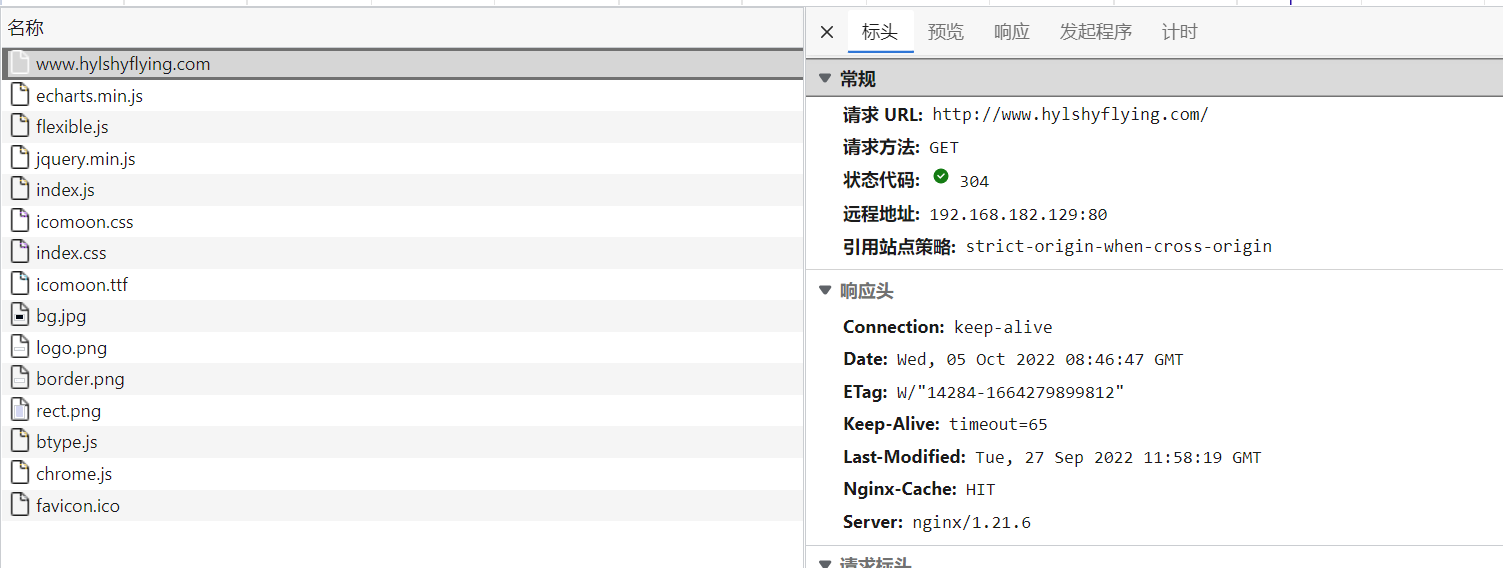 名称
www.hylshyflying.com
echarts.min.js
flexible.js
jquery.min.js
index.js
icomoon.css
index.css
icomoon.ttf
bg.jpg
logo.png
border.png
rect.png
btype.js
chrome.js
favicon.ico
标头 预览 响应 发起程序 计时
常规
请求 URL: http://www.hylshyflying.com/
请求方法: GET
状态代码: 304
远程地址: 192.168.182.129:80
引用站点策略: strict-origin-when-cross-origin
响应头
Connection: keep-alive
Date: Wed, 05 Oct 2022 08:46:47 GMT
ETag: W/"14284-1664279899812"
Keep-Alive: timeout=65
Last-Modified: Tue, 27 Sep 2022 11:58:19 GMT
Nginx-Cache: HIT
Server: nginx/1.21.6
请求标头